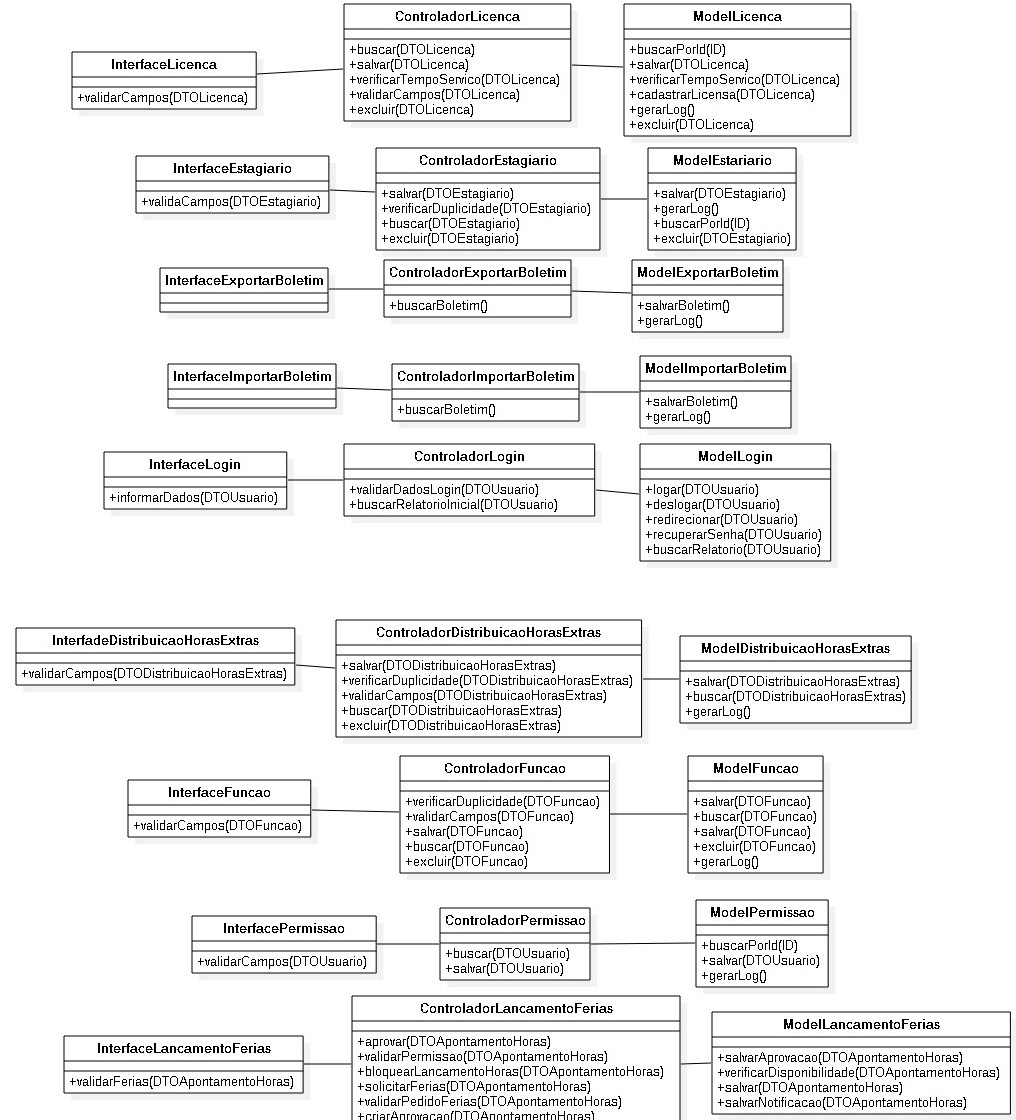 InterfaceLicenca
+validarCampos(DTOLicenca)
ControladorLicenca
+buscar(DTOLicenca)
+salvar(DTOLicenca)
+verificarTempoServico(DTOLicenca)
+validarCampos(DTOLicenca)
+excluir(DTOLicenca)
ModelLicenca
+buscarPorId(ID)
+salvar(DTOLicenca)
+verificarTempoServico(DTOLicenca)
+cadastrarLicensa(DTOLicenca)
+gerarLog()
+excluir(DTOLicenca)
InterfaceEstagiario
+validaCampos(DTOEstagiario)
ControladorEstagiario
+salvar(DTOEstagiario)
+verificarDuplicidade(DTOEstagiario)
+buscar(DTOEstagiario)
+excluir(DTOEstagiario)
ModelEstariario
+salvar(DTOEstagiario)
+gerarLog()
+buscarPorId(ID)
+excluir(DTOEstagiario)
InterfaceExportarBoletim
ControladorExportarBoletim
+buscarBoletim()
ModelExportarBoletim
+salvarBoletim()
+gerarLog()
InterfaceImportarBoletim
ControladorImportarBoletim
+buscarBoletim()
ModelImportarBoletim
+salvarBoletim()
+gerarLog()
InterfaceLogin
+informarDados(DTOUsuario)
ControladorLogin
+validarDadosLogin(DTOUsuario)
+buscarRelatorioInicial(DTOUsuario)
ModelLogin
+logar(DTOUsuario)
+deslogar(DTOUsuario)
+redirecionar(DTOUsuario)
+recuperarSenha(DTOUsuario)
+buscarRelatorio(DTOUsuario)
InterfadeDistribuicaoHorasExtras
+validarCampos(DTODistribuicaoHorasExtras)
ControladorDistribuicaoHorasExtras
+salvar(DTODistribuicaoHorasExtras)
+verificarDuplicidade(DTODistribuicaoHorasExtras)
+validarCampos(DTODistribuicaoHorasExtras)
+buscar(DTODistribuicaoHorasExtras)
+excluir(DTODistribuicaoHorasExtras)
ModelDistribuicaoHorasExtras
+salvar(DTODistribuicaoHorasExtras)
+buscar(DTODistribuicaoHorasExtras)
+gerarLog()
InterfaceFuncao
+validarCampos(DTOFuncao)
ControladorFuncao
+verificarDuplicidade(DTOFuncao)
+validarCampos(DTOFuncao)
+salvar(DTOFuncao)
+buscar(DTOFuncao)
+excluir(DTOFuncao)
ModelFuncao
+salvar(DTOFuncao)
+buscar(DTOFuncao)
+salvar(DTOFuncao)
+excluir(DTOFuncao)
+gerarLog()
InterfacePermissao
+validarCampos(DTOUsuario)
ControladorPermissao
+buscar(DTOUsuario)
+salvar(DTOUsuario)
ModelPermissao
+buscarPorId(ID)
+salvar(DTOUsuario)
+gerarLog()
InterfaceLancamentoFerias
+validarFerias(DTOApontamentoHoras)
ControladorLancamentoFerias
+aprovar(DTOApontamentoHoras)
+validarPermissao(DTOApontamentoHoras)
+bloquearLancamentoHoras(DTOApontamentoHoras)
+solicitarFerias(DTOApontamentoHoras)
+validarPedidoFerias(DTOApontamentoHoras)
+criarAprovacao(DTOApontamentoHoras)
ModelLancamentoFerias
+salvarAprovacao(DTOApontamentoHoras)
+verificarDisponibilidade(DTOApontamentoHoras)
+salvar(DTOApontamentoHoras)
+salvarNotificacao(DTOApontamentoHoras)